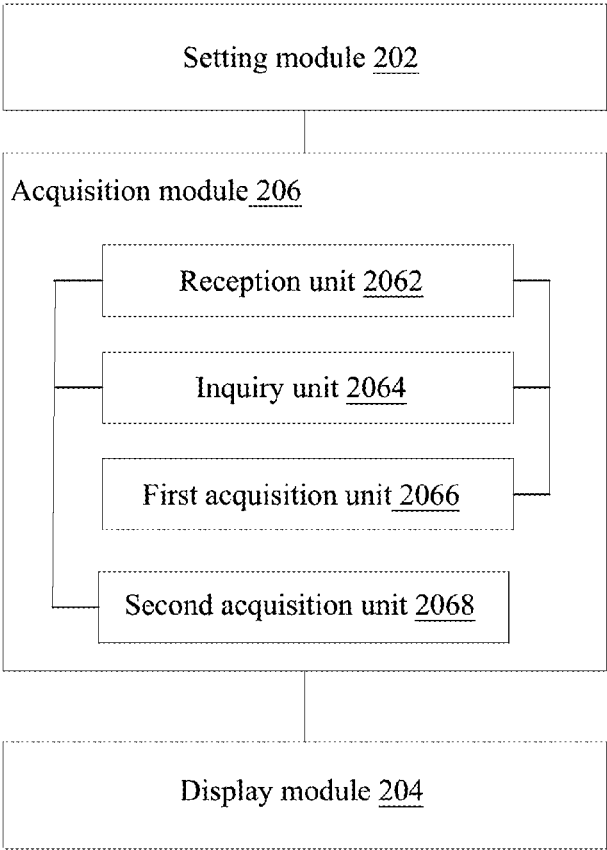 Setting module 202
Acquisition module 206
Reception unit 2062
Inquiry unit 2064
First acquisition unit 2066
Second acquisition unit 2068
Display module 204